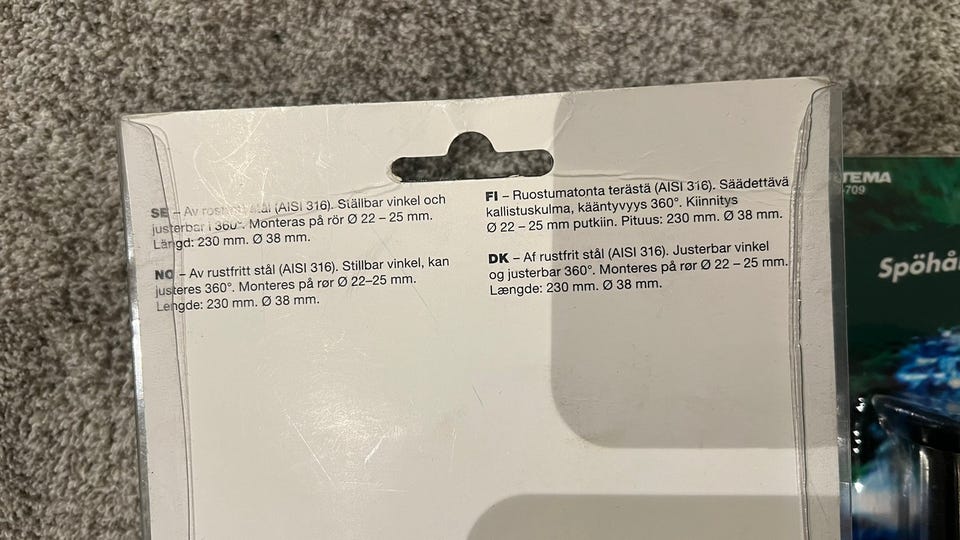 SE – Av rostfritt stål (AISI 316). Ställbar vinkel och
justerbar i 360°. Monteras på rör Ø 22 – 25 mm.
Längd: 230 mm. Ø 38 mm.
NO – Av rustfritt stål (AISI 316). Stillbar vinkel, kan
justeres 360°. Monteres på rør Ø 22–25 mm.
Lengde: 230 mm. Ø 38 mm.
FI – Ruostumatonta terästä (AISI 316). Säädettävä
kallistuskulma, kääntyvyys 360°. Kiinnitys
Ø 22 – 25 mm putkiin. Pituus: 230 mm. Ø 38 mm.
DK – Af rustfrit stål (AISI 316). Justerbar vinkel
og justerbar 360°. Monteres på rør Ø 22 – 25 mm.
Længde: 230 mm. Ø 38 mm.
TEMA
-709